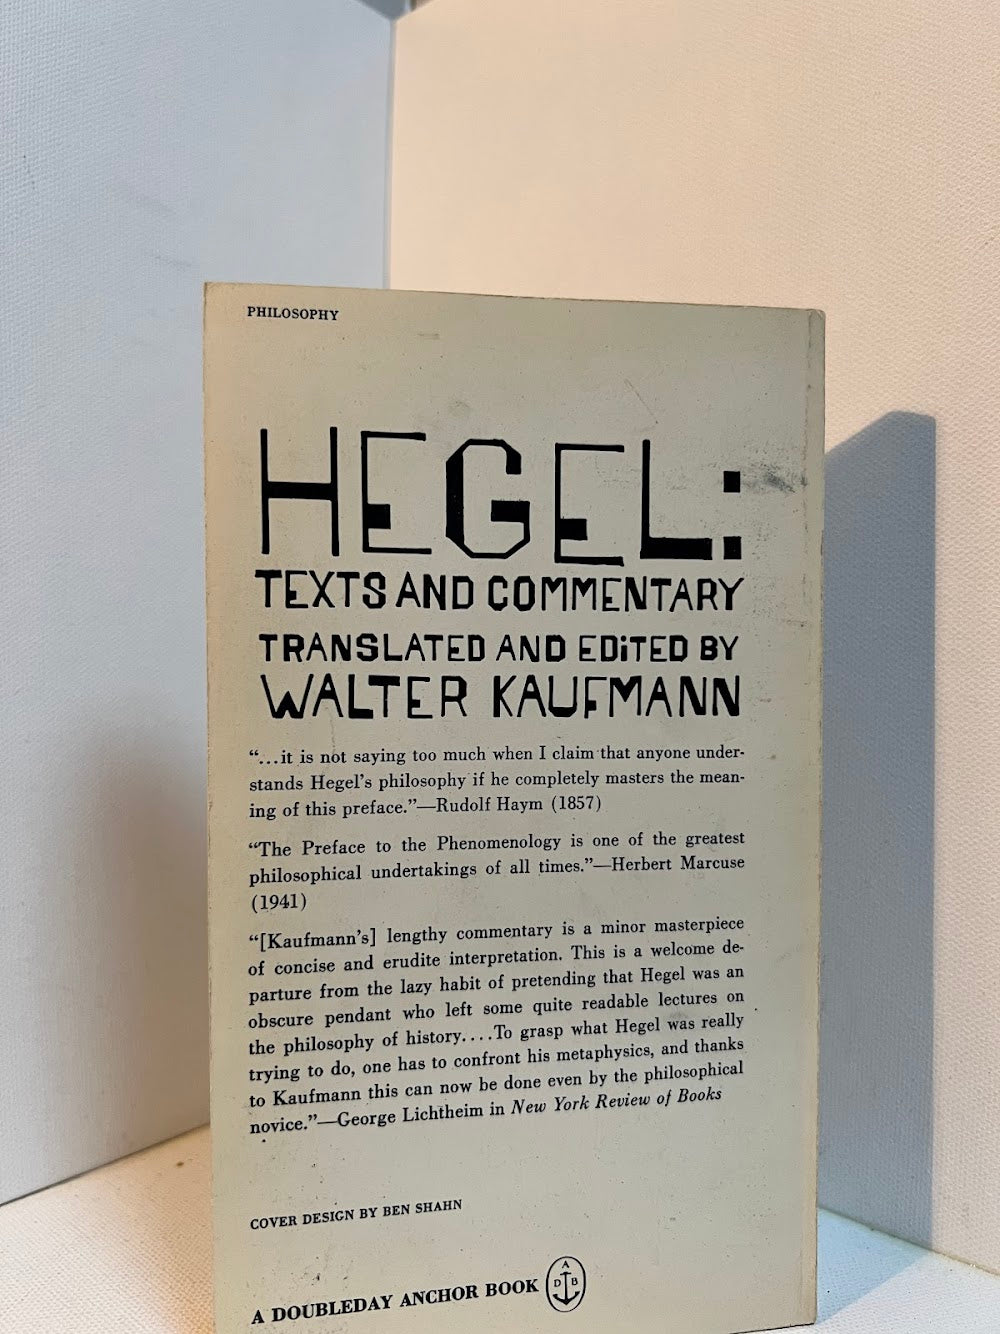 PHILOSOPHY
HEGEL:
TEXTS AND COMMENTARY
TRANSLATED AND EDiTED BY
WALTER KAUFMANN
“...it is not saying too much when I claim that anyone under-
stands Hegel’s philosophy if he completely masters the mean-
ing of this preface.”—Rudolf Haym (1857)
“The Preface to the Phenomenology is one of the greatest
philosophical undertakings of all times.”—Herbert Marcuse
(1941)
“[Kaufmann’s] lengthy commentary is a minor masterpiece
of concise and erudite interpretation. This is a welcome de-
parture from the lazy habit of pretending that Hegel was an
obscure pendant who left some quite readable lectures on
the philosophy of history....To grasp what Hegel was really
trying to do, one has to confront his metaphysics, and thanks
to Kaufmann this can now be done even by the philosophical
novice.”—George Lichtheim in New York Review of Books
COVER DESIGN BY BEN SHAHN
A DOUBLEDAY ANCHOR BOOK
A
D B